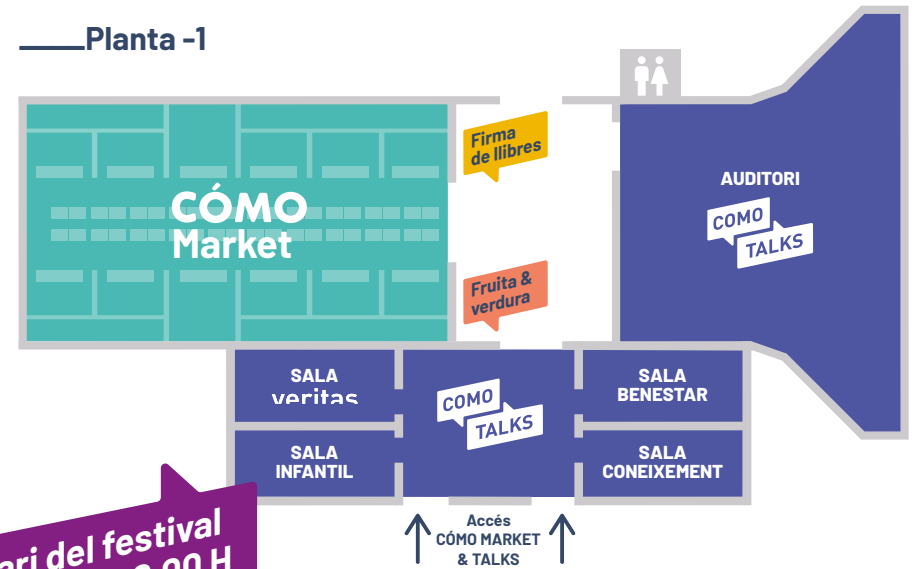 Planta -1
Firma
de llibres
CÓMO
Market
AUDITORI
COMO
TALKS
Fruita &
verdura
SALA
veritas
COMO
TALKS
SALA
BENESTAR
SALA
INFANTIL
SALA
CONEIXEMENT
Accés
CÓMO MARKET
& TALKS
del festival
H